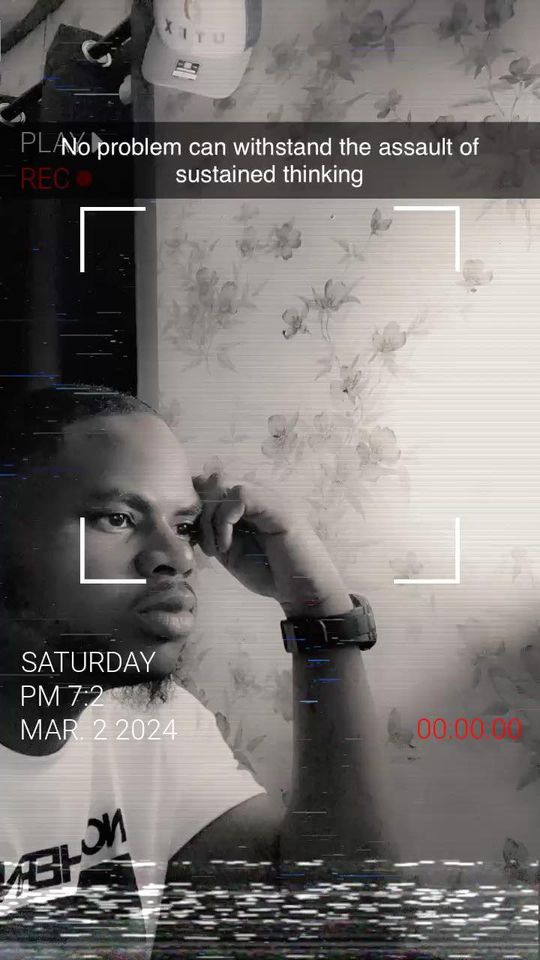 PLAY
No problem can withstand the assault of
sustained thinking
REC
SATURDAY
PM 7:2
MAR. 2 2024
00:00:00